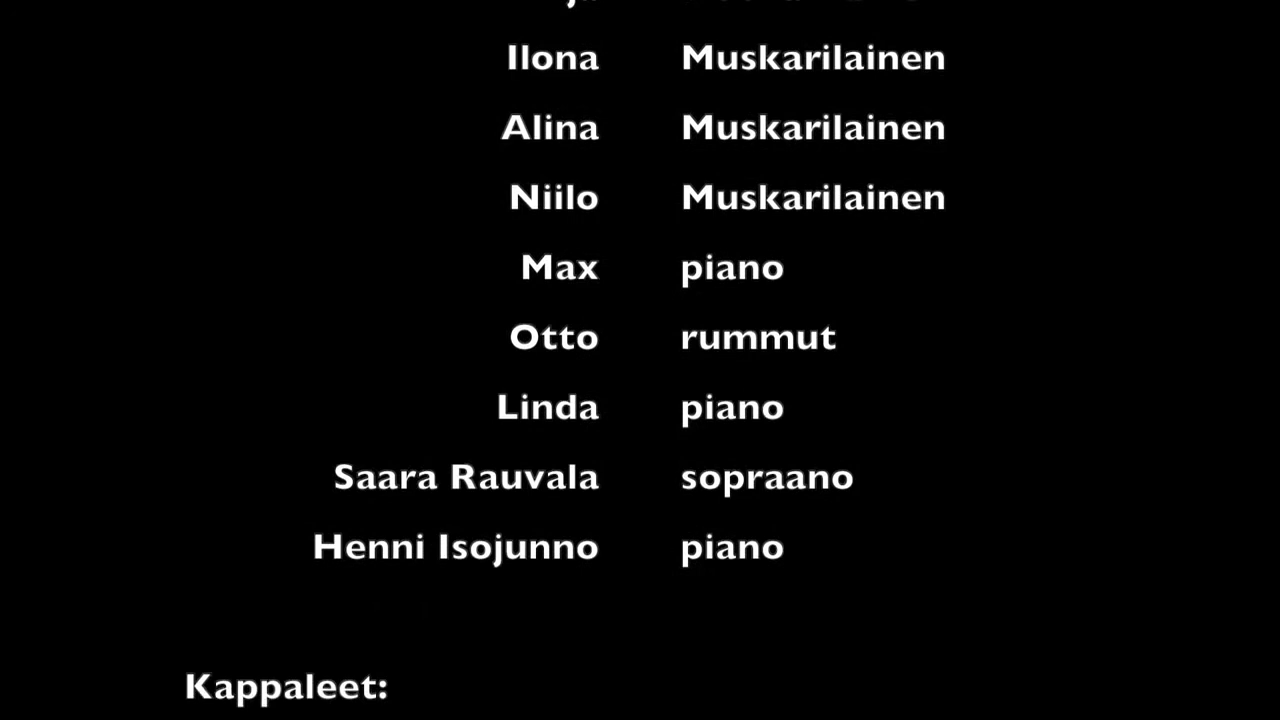 Ilona Muskarilainen
Alina Muskarilainen
Niilo Muskarilainen
Max piano
Otto rummut
Linda piano
Saara Rauvala sopraano
Henni Isojunno piano
Kappaleet: